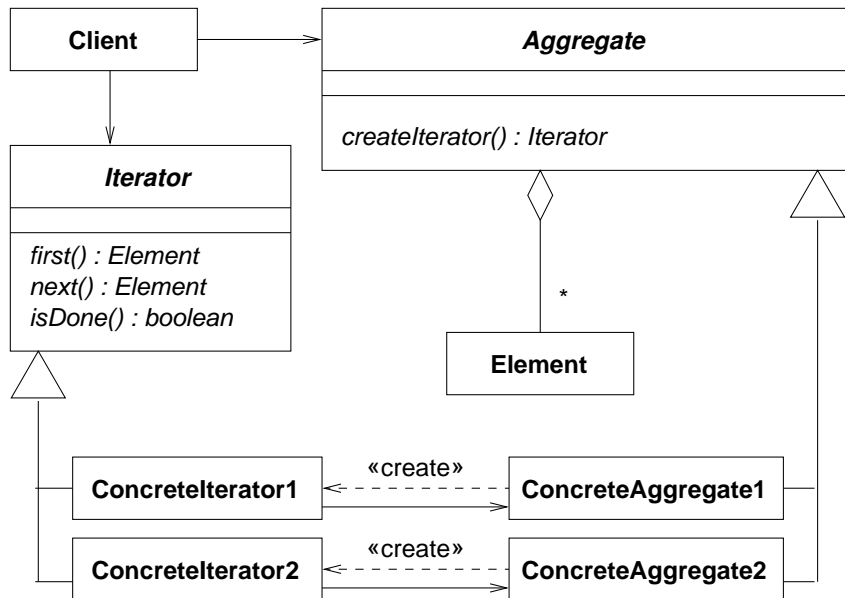 Client
Aggregate
createIterator() : Iterator
Iterator
first() : Element
next() : Element
isDone() : boolean
*
Element
ConcreteIterator1
«create»
ConcreteAggregate1
ConcreteIterator2
«create»
ConcreteAggregate2